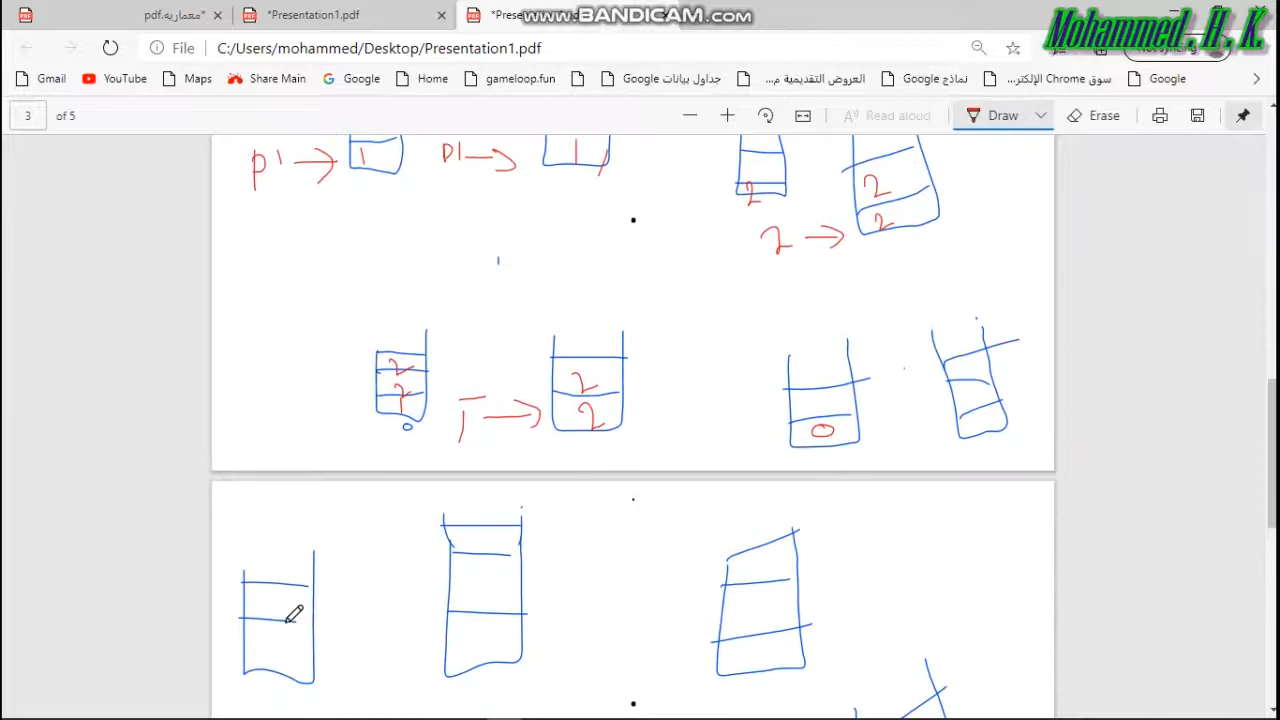 معماريه.pdf*
*Presentation1.pdf
*Prese
www.BANDICAM.com
Mohammed , H , K.
File
C:/Users/mohammed/Desktop/Presentation1.pdf
Not syncing
Gmail
YouTube
Maps
Share Main
Google
Home
gameloop.fun
جداول بيانات Google
العروض التقديمية م...
نماذج Google
سوق Chrome الإلكتر...
Google
3 of 5
Read aloud
Draw
Erase
P1 → 1
P1 → 1
2
2
2
2 →
2
2
2
2
0